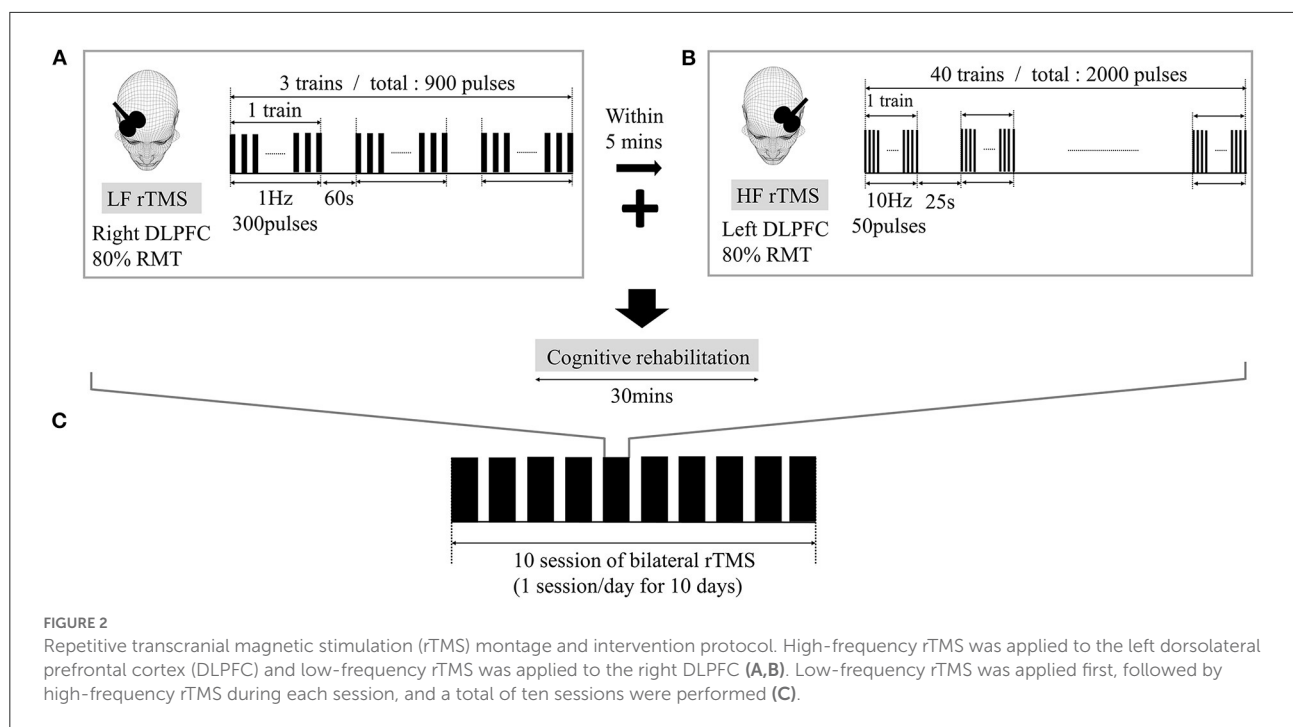 A
3 trains / total : 900 pulses
1 train
1Hz
60s
300pulses
LF rTMS
Right DLPFC
80% RMT
Within
5 mins
B
40 trains / total : 2000 pulses
1 train
10Hz
25s
50pulses
HF rTMS
Left DLPFC
80% RMT
Cognitive rehabilitation
30mins
C
10 session of bilateral rTMS
(1 session/day for 10 days)
FIGURE 2
Repetitive transcranial magnetic stimulation (rTMS) montage and intervention protocol. High-frequency rTMS was applied to the left dorsolateral
prefrontal cortex (DLPFC) and low-frequency rTMS was applied to the right DLPFC (A,B). Low-frequency rTMS was applied first, followed by
high-frequency rTMS during each session, and a total of ten sessions were performed (C).